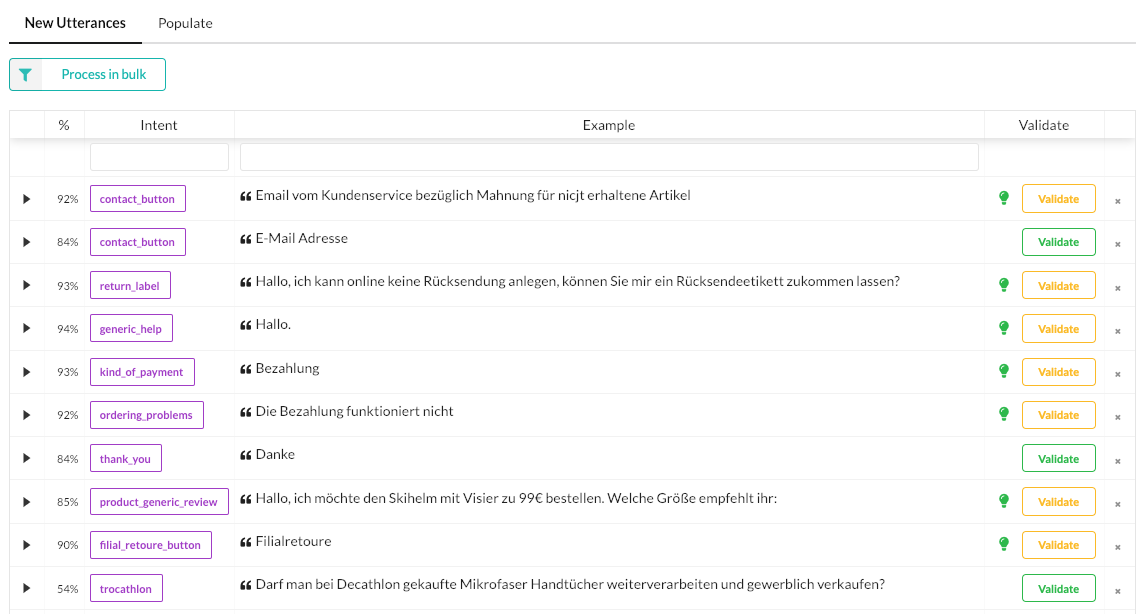 New Utterances Populate
Process in bulk
% Intent Example Validate
92% contact_button ❝ Email vom Kundenservice bezüglich Mahnung für nicjt erhaltene Artikel Validate ×
84% contact_button ❝ E-Mail Adresse Validate ×
93% return_label ❝ Hallo, ich kann online keine Rücksendung anlegen, können Sie mir ein Rücksendeetikett zukommen lassen? Validate ×
94% generic_help ❝ Hallo. Validate ×
93% kind_of_payment ❝ Bezahlung Validate ×
92% ordering_problems ❝ Die Bezahlung funktioniert nicht Validate ×
84% thank_you ❝ Danke Validate ×
85% product_generic_review ❝ Hallo, ich möchte den Skihelm mit Visier zu 99€ bestellen. Welche Größe empfehlt ihr: Validate ×
90% filial_retoure_button ❝ Filialretoure Validate ×
54% trocathlon ❝ Darf man bei Decathlon gekaufte Mikrofaser Handtücher weiterverarbeiten und gewerblich verkaufen? Validate ×